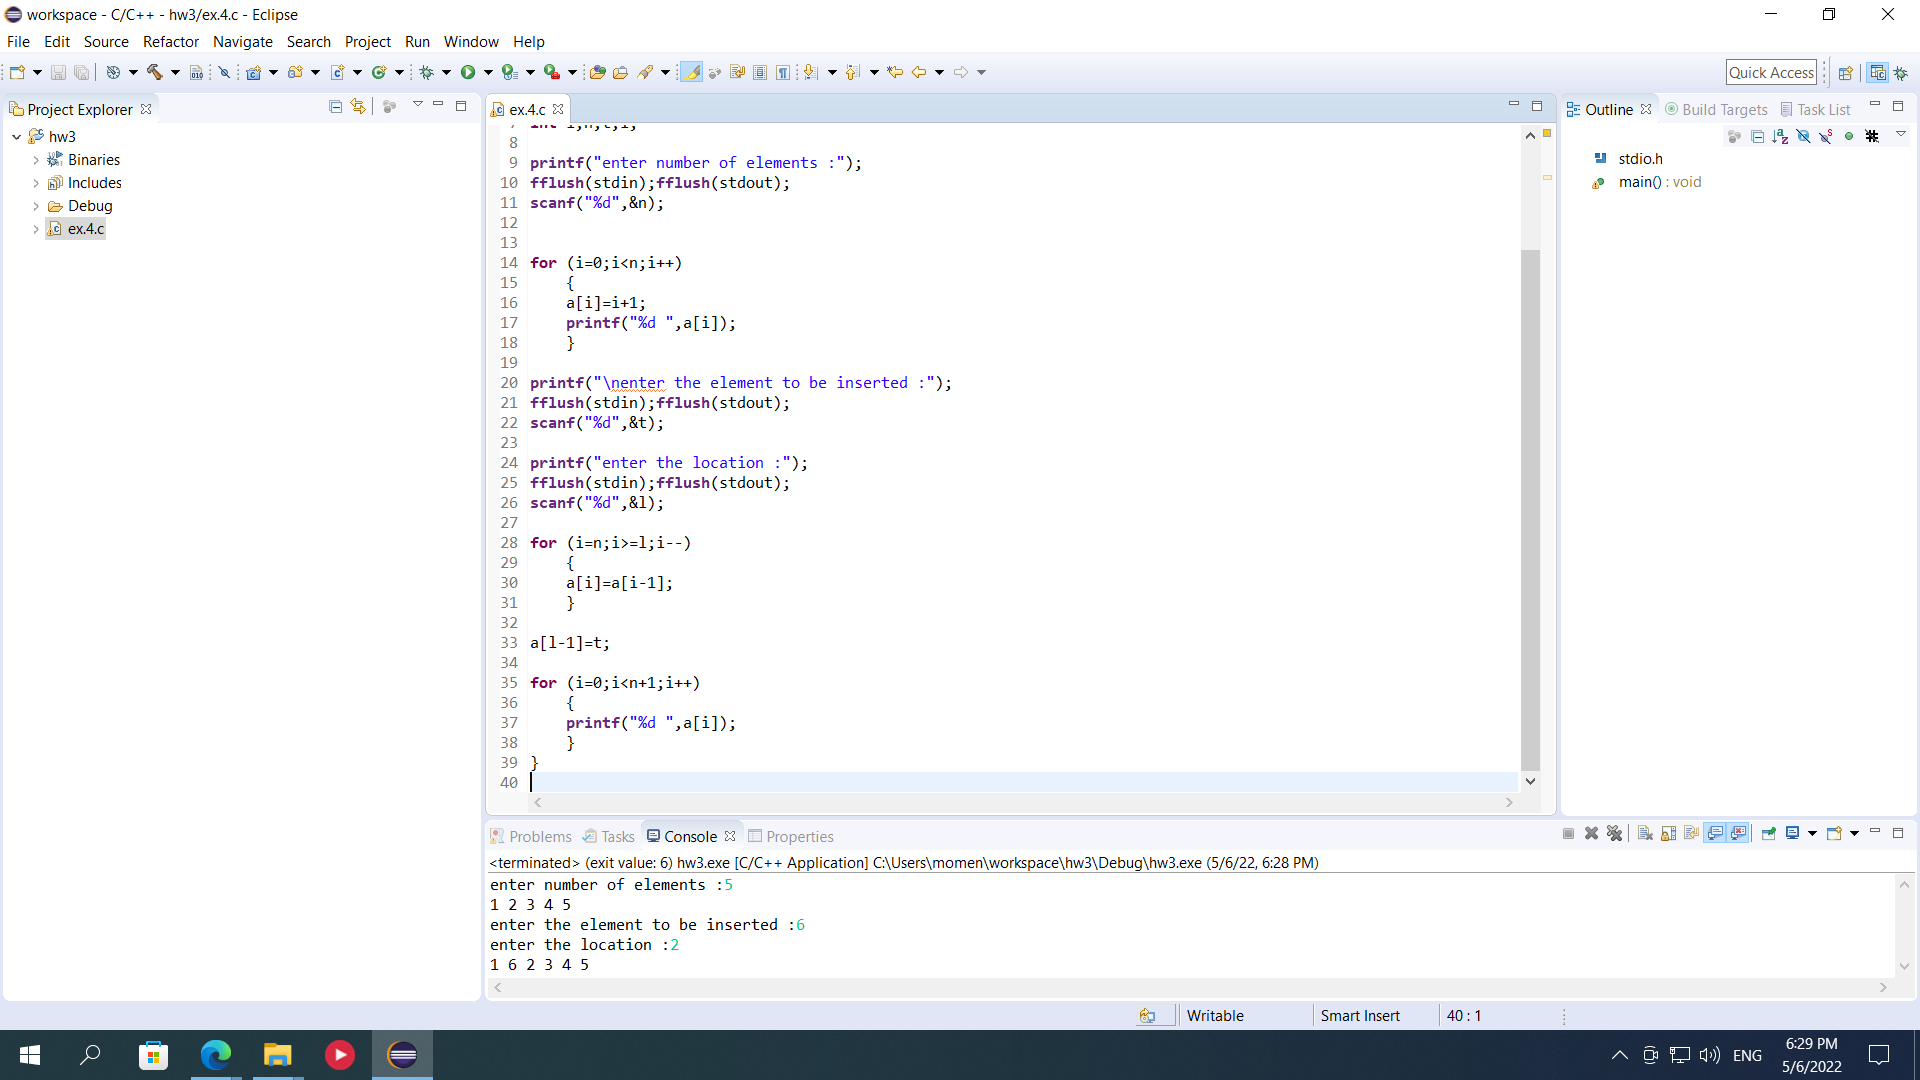 workspace - C/C++ - hw3/ex.4.c - Eclipse
File Edit Source Refactor Navigate Search Project Run Window Help
Quick Access
Project Explorer
hw3
Binaries
Includes
Debug
ex.4.c
ex.4.c
8
9 printf("enter number of elements :");
10 fflush(stdin);fflush(stdout);
11 scanf("%d",&n);
12
13
14 for (i=0;i<n;i++)
15 {
16 a[i]=i+1;
17 printf("%d ",a[i]);
18 }
19
20 printf("\nenter the element to be inserted :");
21 fflush(stdin);fflush(stdout);
22 scanf("%d",&t);
23
24 printf("enter the location :");
25 fflush(stdin);fflush(stdout);
26 scanf("%d",&l);
27
28 for (i=n;i>=l;i--)
29 {
30 a[i]=a[i-1];
31 }
32
33 a[l-1]=t;
34
35 for (i=0;i<n+1;i++)
36 {
37 printf("%d ",a[i]);
38 }
39 }
40
Outline Build Targets Task List
stdio.h
main() : void
Problems Tasks Console Properties
<terminated> (exit value: 6) hw3.exe [C/C++ Application] C:\Users\momen\workspace\hw3\Debug\hw3.exe (5/6/22, 6:28 PM)
enter number of elements :5
1 2 3 4 5
enter the element to be inserted :6
enter the location :2
1 6 2 3 4 5
Writable Smart Insert 40 : 1
ENG
6:29 PM
5/6/2022